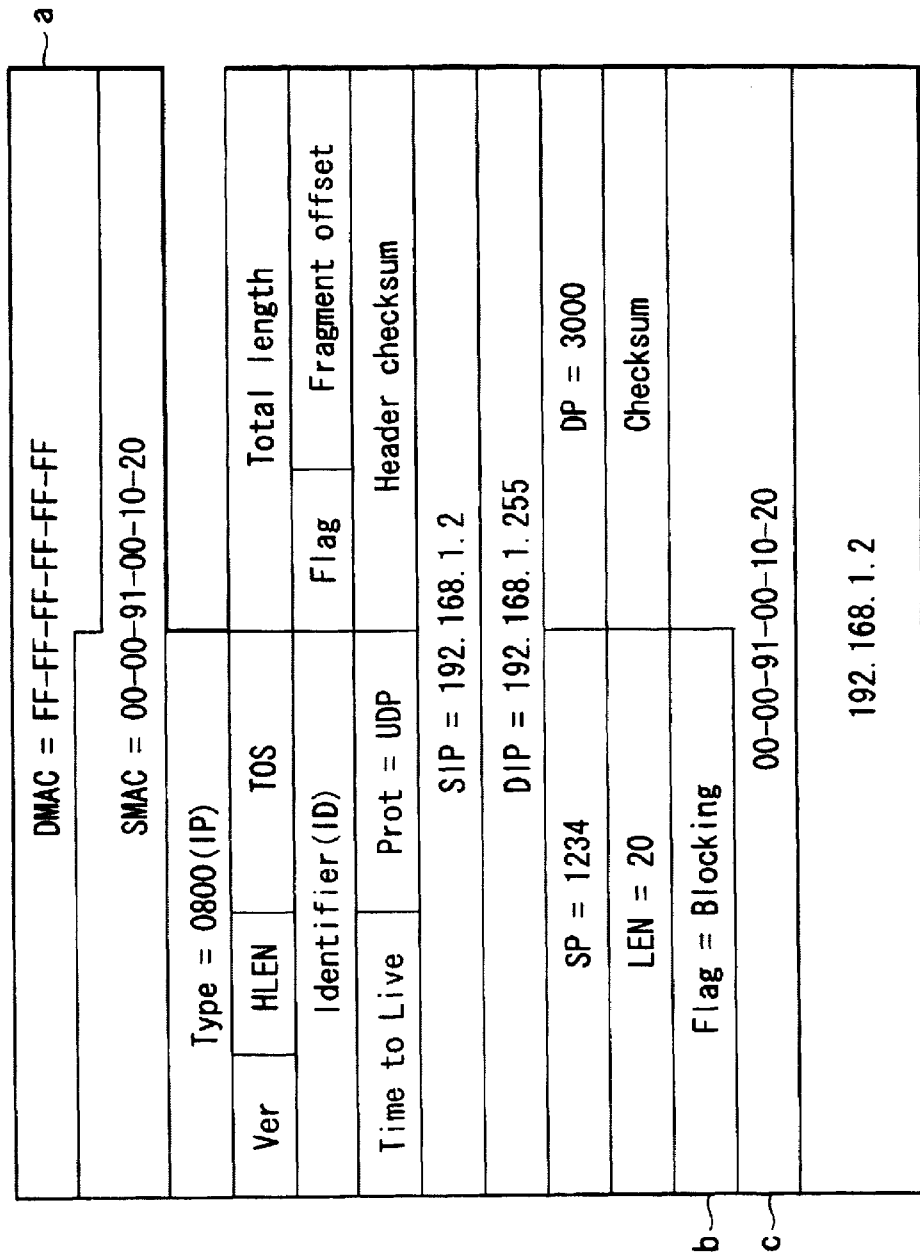 DMAC = FF-FF-FF-FF-FF-FF
a
SMAC = 00-00-91-00-10-20
Type = 0800(IP)
Ver HLEN TOS Total length
Identifier(ID) Flag Fragment offset
Time to Live Prot = UDP Header checksum
SIP = 192.168.1.2
DIP = 192.168.1.255
SP = 1234 DP = 3000
LEN = 20 Checksum
b
Flag = Blocking
c
00-00-91-00-10-20
192.168.1.2